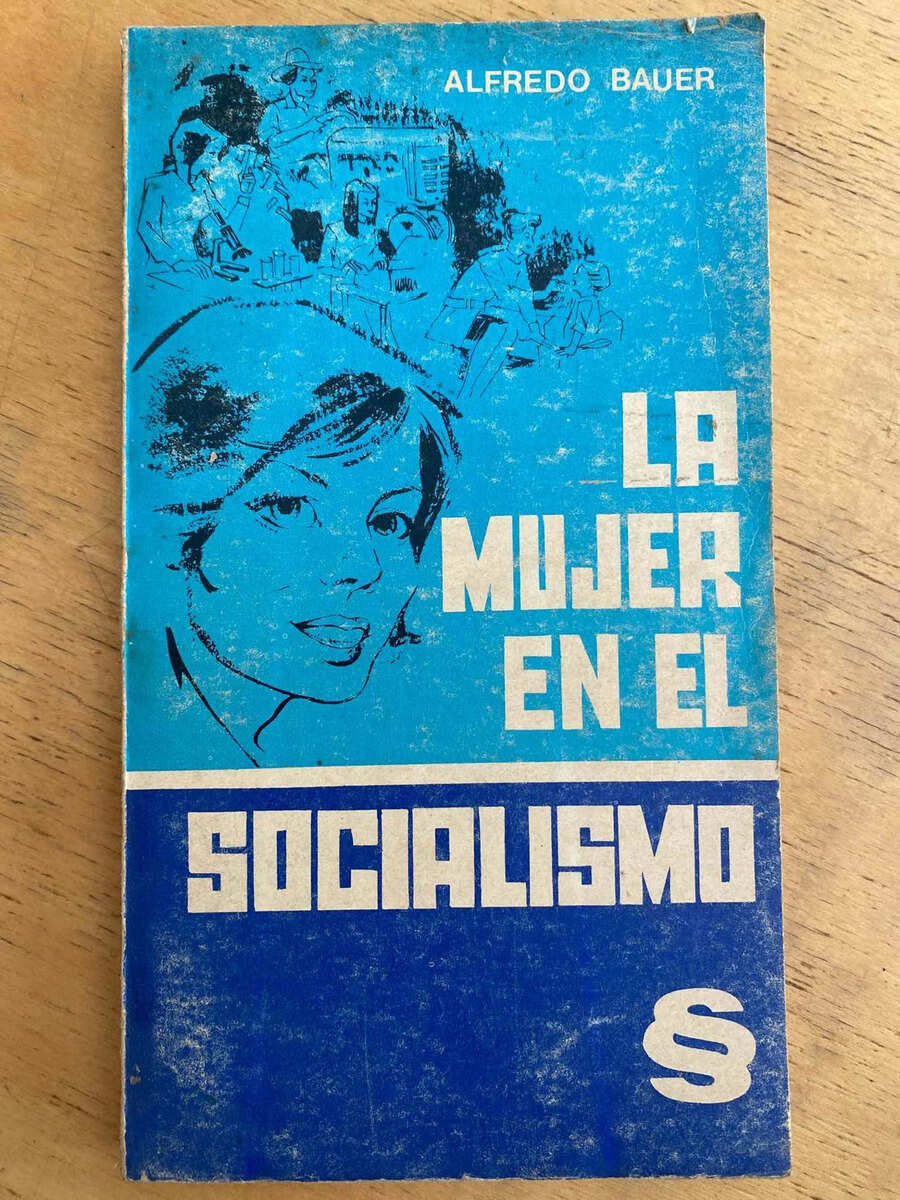 ALFREDO BAUER
LA
MUJER
EN EL
SOCIALISMO
§